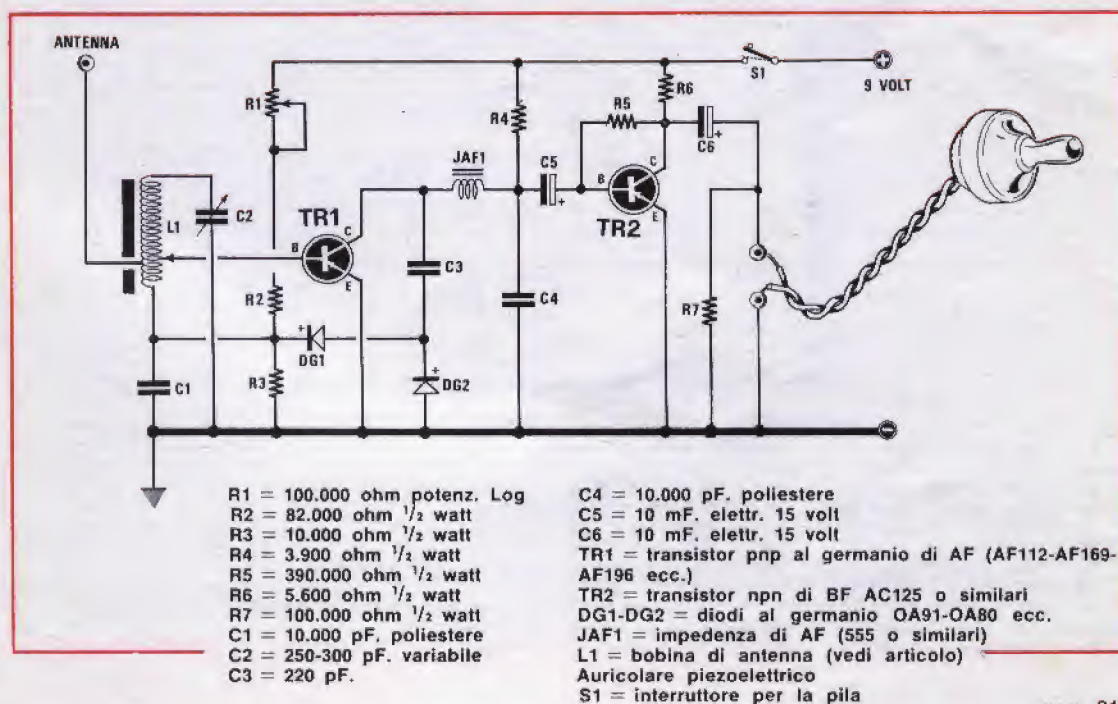 ANTENNA
S1
9 VOLT
R1
R4
R6
R5
C6
JAF1
C5
L1
C2
TR1
B
C
E
C3
TR2
B
C
E
R2
C4
R7
DG1
DG2
C1
R3
R1 = 100.000 ohm potenz. Log
R2 = 82.000 ohm 1/2 watt
R3 = 10.000 ohm 1/2 watt
R4 = 3.900 ohm 1/2 watt
R5 = 390.000 ohm 1/2 watt
R6 = 5.600 ohm 1/2 watt
R7 = 100.000 ohm 1/2 watt
C1 = 10.000 pF. poliestere
C2 = 250-300 pF. variabile
C3 = 220 pF.
C4 = 10.000 pF. poliestere
C5 = 10 mF. elettr. 15 volt
C6 = 10 mF. elettr. 15 volt
TR1 = transistor pnp al germanio di AF (AF112-AF169-
AF196 ecc.)
TR2 = transistor npn di BF AC125 o similari
DG1-DG2 = diodi al germanio OA91-OA80 ecc.
JAF1 = impedenza di AF (555 o similari)
L1 = bobina di antenna (vedi articolo)
Auricolare piezoelettrico
S1 = interruttore per la pila